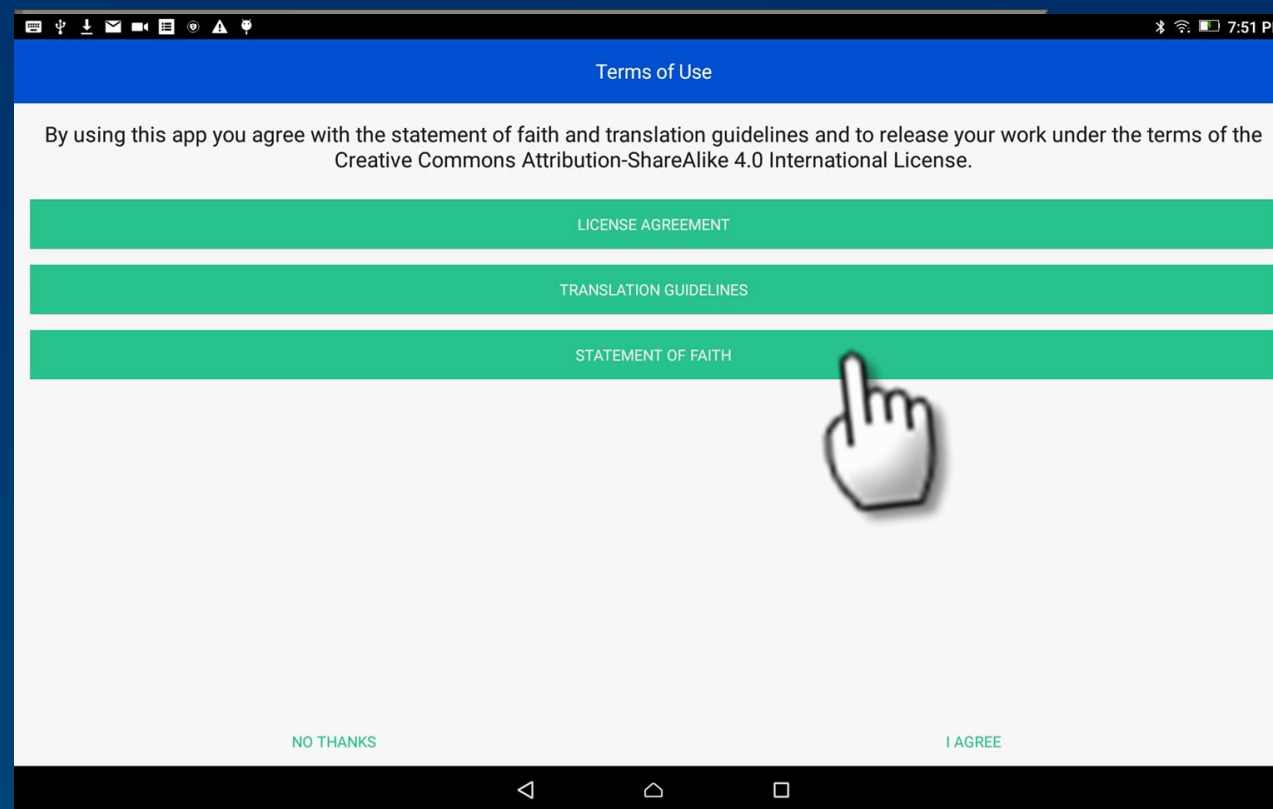 7:51 P
Terms of Use
By using this app you agree with the statement of faith and translation guidelines and to release your work under the terms of the
Creative Commons Attribution-ShareAlike 4.0 International License.
LICENSE AGREEMENT
TRANSLATION GUIDELINES
STATEMENT OF FAITH
NO THANKS
I AGREE